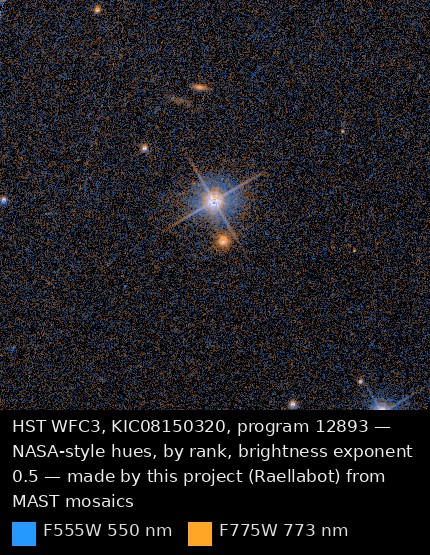 HST WFC3, KIC08150320, program 12893 —
NASA-style hues, by rank, brightness exponent
0.5 — made by this project (Raellabot) from
MAST mosaics
F555W 550 nm F775W 773 nm